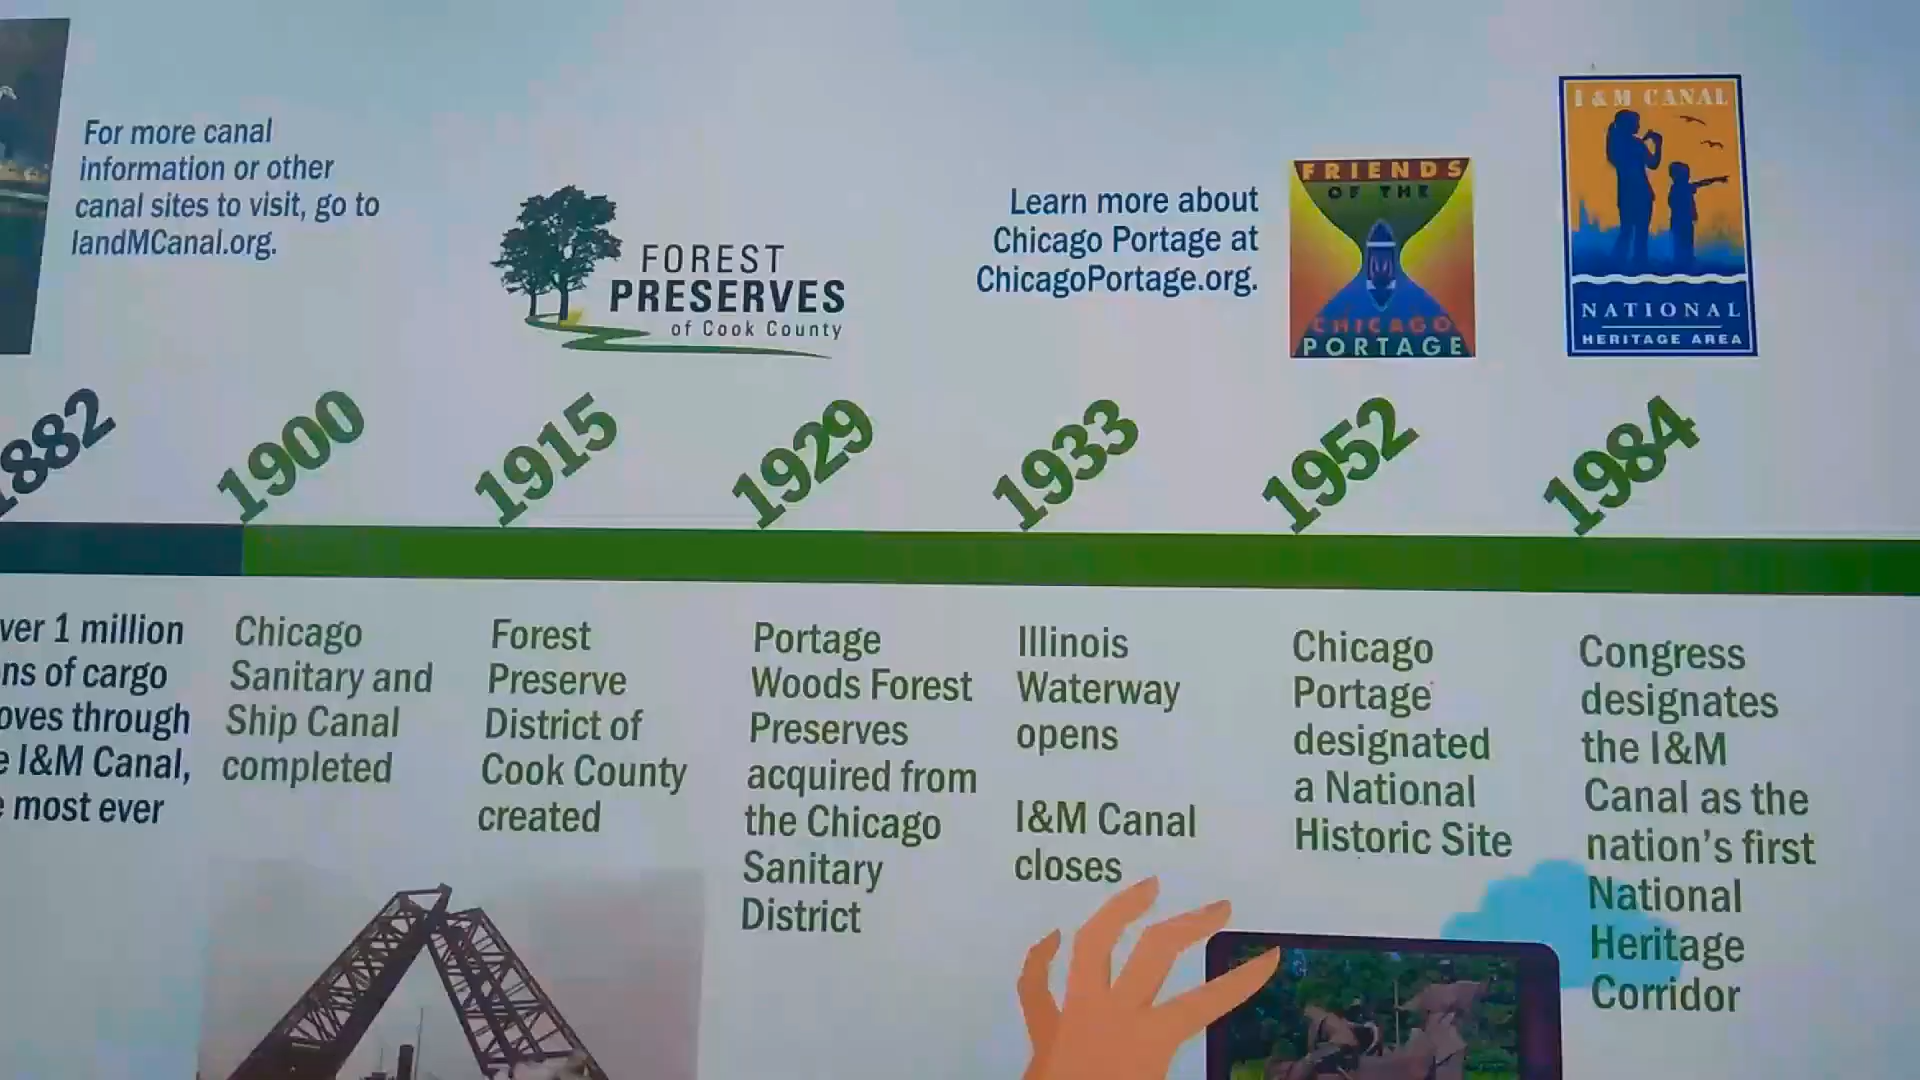 For more canal
information or other
canal sites to visit, go to
IandMCanal.org.
FOREST
PRESERVES
of Cook County
Learn more about
Chicago Portage at
ChicagoPortage.org.
FRIENDS
OF THE
CHICAGO
PORTAGE
I & M CANAL
NATIONAL
HERITAGE AREA
1882
1900
1915
1929
1933
1952
1984
ver 1 million
ns of cargo
oves through
e I&M Canal,
e most ever
Chicago
Sanitary and
Ship Canal
completed
Forest
Preserve
District of
Cook County
created
Portage
Woods Forest
Preserves
acquired from
the Chicago
Sanitary
District
Illinois
Waterway
opens
I&M Canal
closes
Chicago
Portage
designated
a National
Historic Site
Congress
designates
the I&M
Canal as the
nation's first
National
Heritage
Corridor